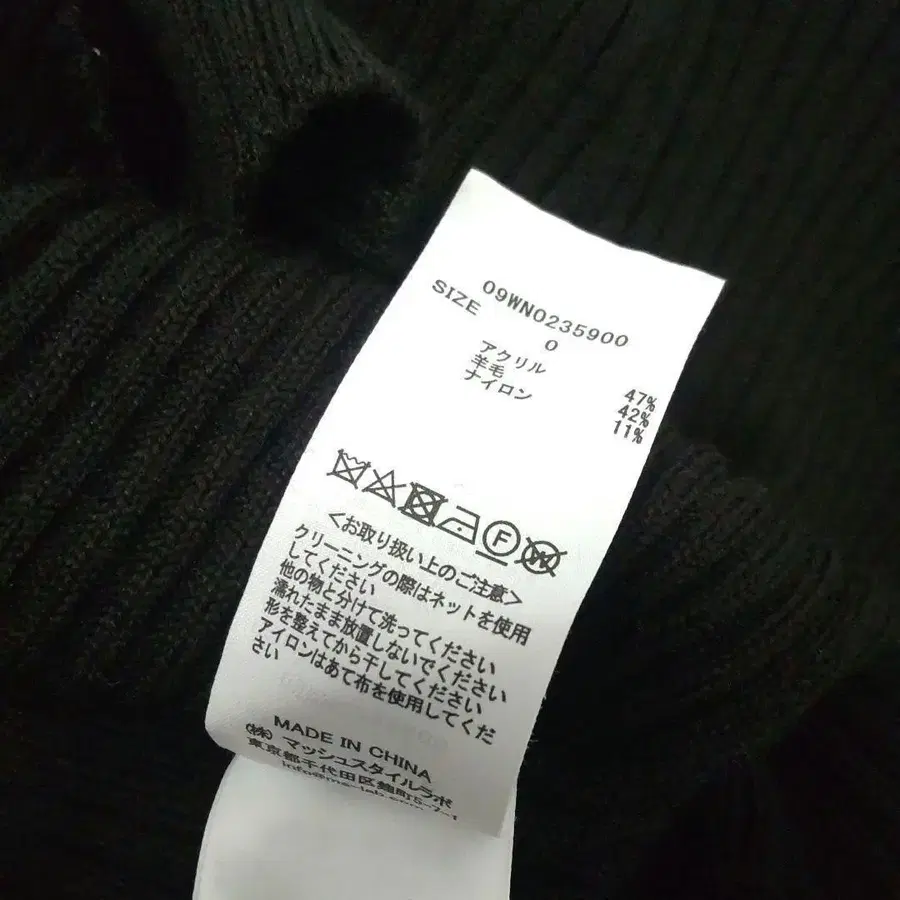 09WN0235900
SIZE 0
アクリル 47%
羊毛 42%
ナイロン 11%
F
W
<お取り扱い上のご注意>
クリーニングの際はネットを使用
してください
他の物と分けて洗ってください
濡れたまま放置しないでください
形を整えてから干してください
アイロンはあて布を使用してくだ
さい
MADE IN CHINA
(株) マッシュスタイルラボ
東京都千代田区麹町5-7-1